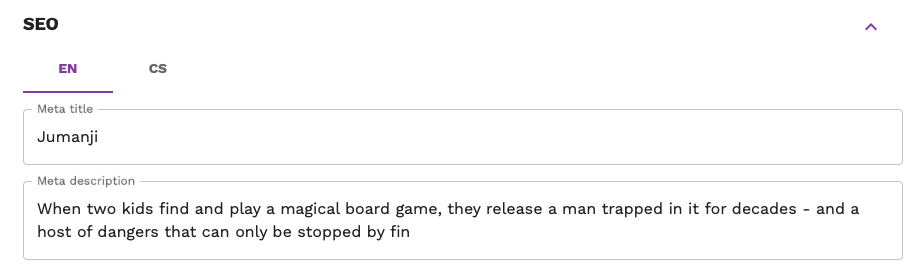 SEO
EN CS
Meta title
Jumanji
Meta description
When two kids find and play a magical board game, they release a man trapped in it for decades - and a
host of dangers that can only be stopped by fin